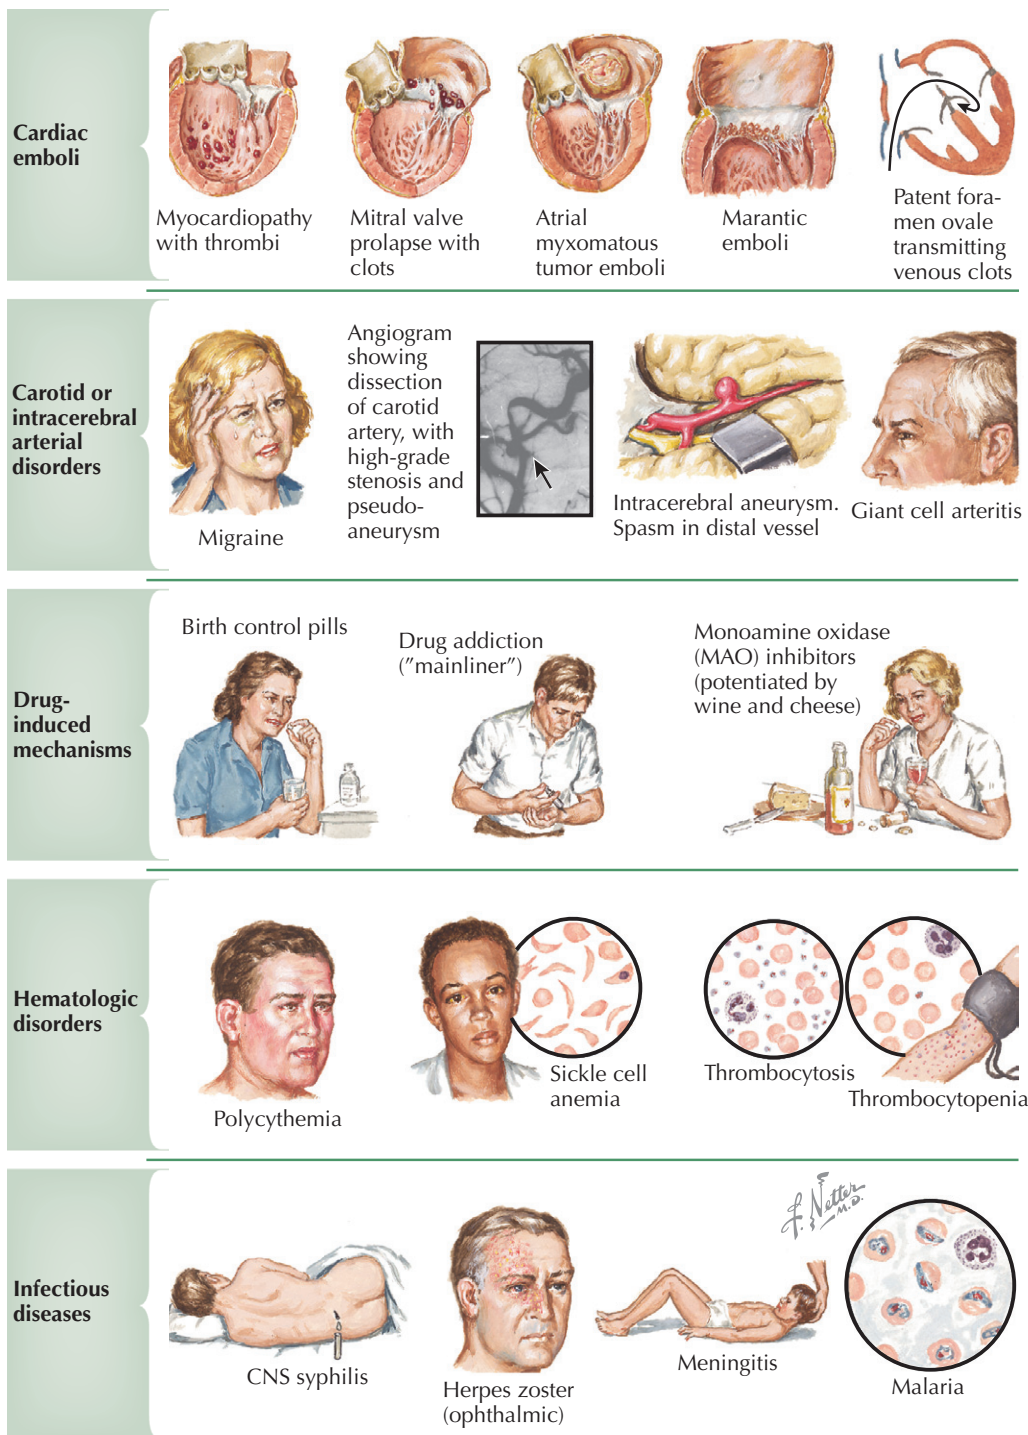 Cardiac
emboli
Myocardiopathy
with thrombi
Mitral valve
prolapse with
clots
Atrial
myxomatous
tumor emboli
Marantic
emboli
Patent fora-
men ovale
transmitting
venous clots
Carotid or
intracerebral
arterial
disorders
Migraine
Angiogram
showing
dissection
of carotid
artery, with
high-grade
stenosis and
pseudo-
aneurysm
Intracerebral aneurysm.
Spasm in distal vessel
Giant cell arteritis
Drug-
induced
mechanisms
Birth control pills
Drug addiction
("mainliner")
Monoamine oxidase
(MAO) inhibitors
(potentiated by
wine and cheese)
Hematologic
disorders
Polycythemia
Sickle cell
anemia
Thrombocytosis
Thrombocytopenia
Infectious
diseases
CNS syphilis
Herpes zoster
(ophthalmic)
Meningitis
F. Netter
M.D.
Malaria